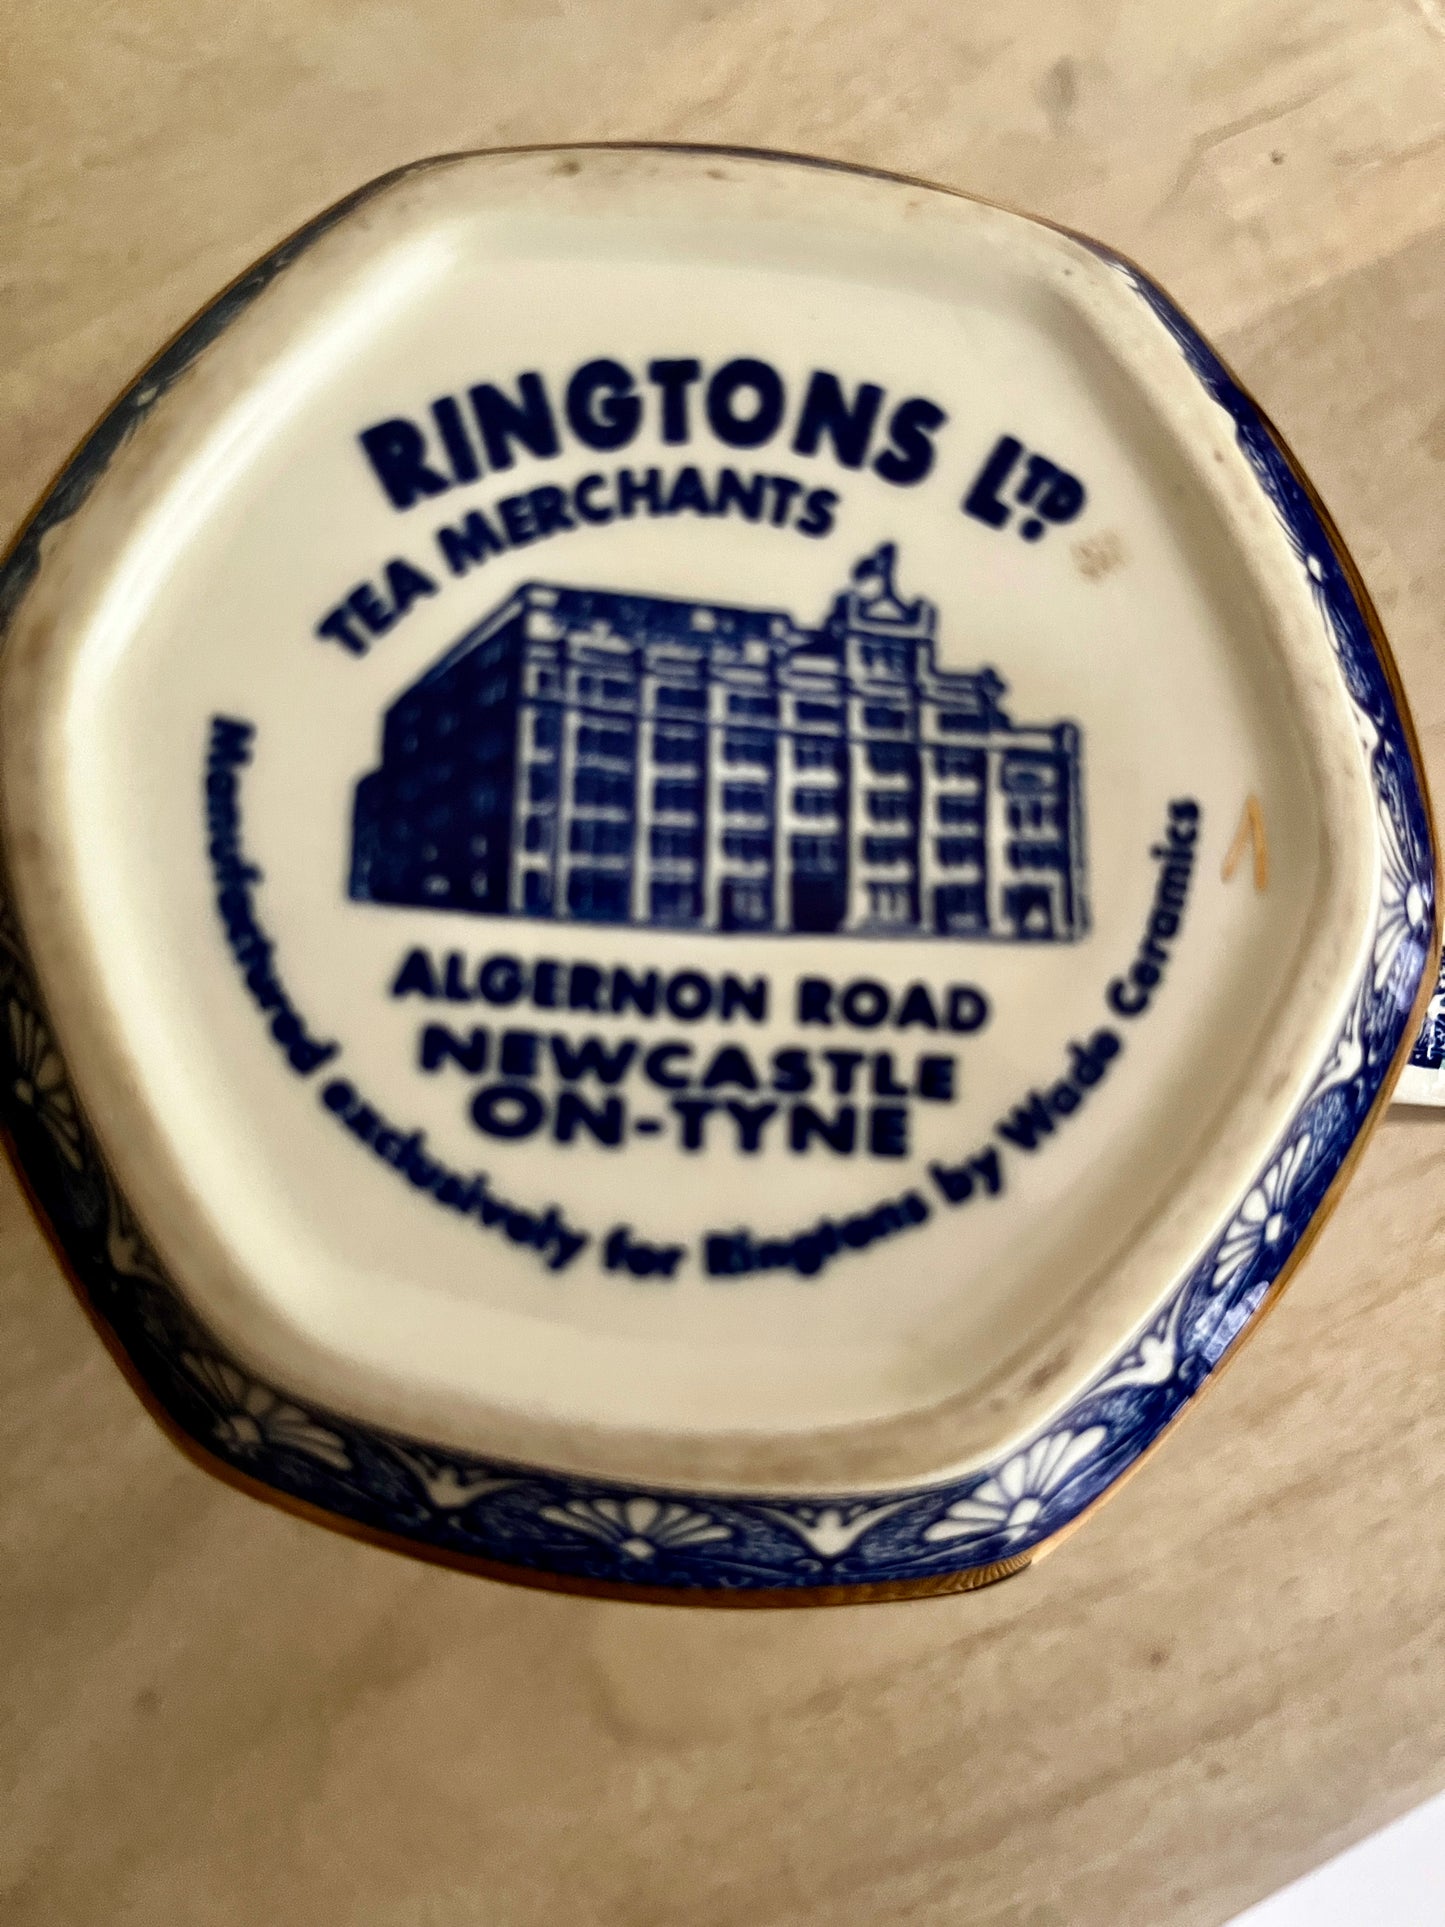 RINGTONS LTD.
TEA MERCHANTS
ALGERNON ROAD
NEWCASTLE
ON-TYNE
Manufactured exclusively for Ringtons by Wade Ceramics